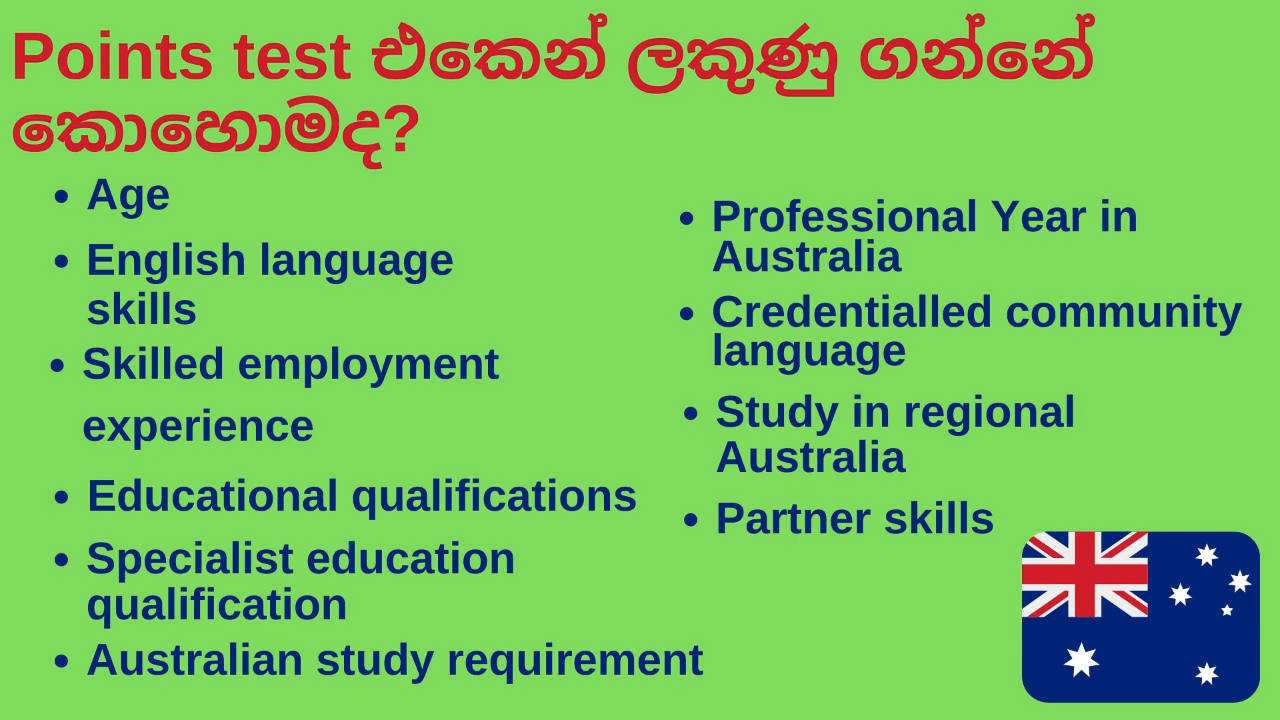 Points test එකෙන් ලකුණු ගන්නේ
කොහොමද?
• Age
• English language
skills
• Skilled employment
experience
• Educational qualifications
• Specialist education
qualification
• Australian study requirement
• Professional Year in
Australia
• Credentialled community
language
• Study in regional
Australia
• Partner skills